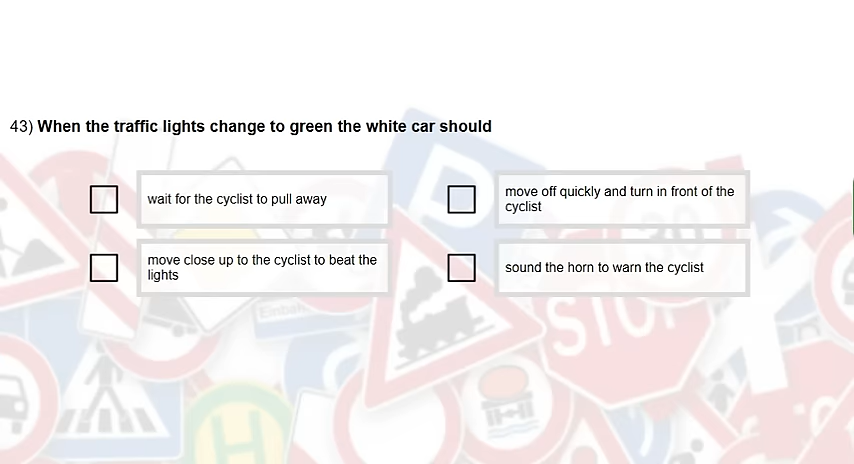 43) When the traffic lights change to green the white car should
wait for the cyclist to pull away
move off quickly and turn in front of the
cyclist
move close up to the cyclist to beat the
lights
sound the horn to warn the cyclist
P
30
STOP
H